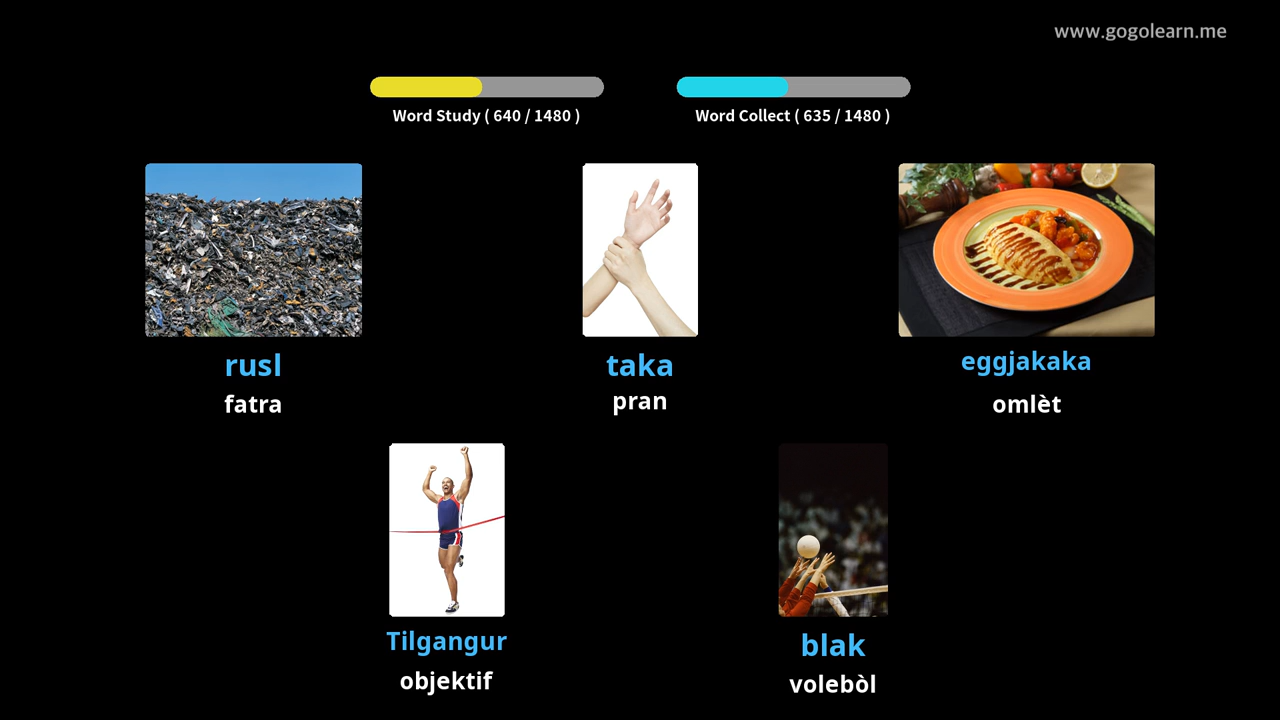 www.gogolearn.me
Word Study ( 640 / 1480 )
Word Collect ( 635 / 1480 )
rusl
fatra
taka
pran
eggjakaka
omlèt
Tilgangur
objektif
blak
volebòl